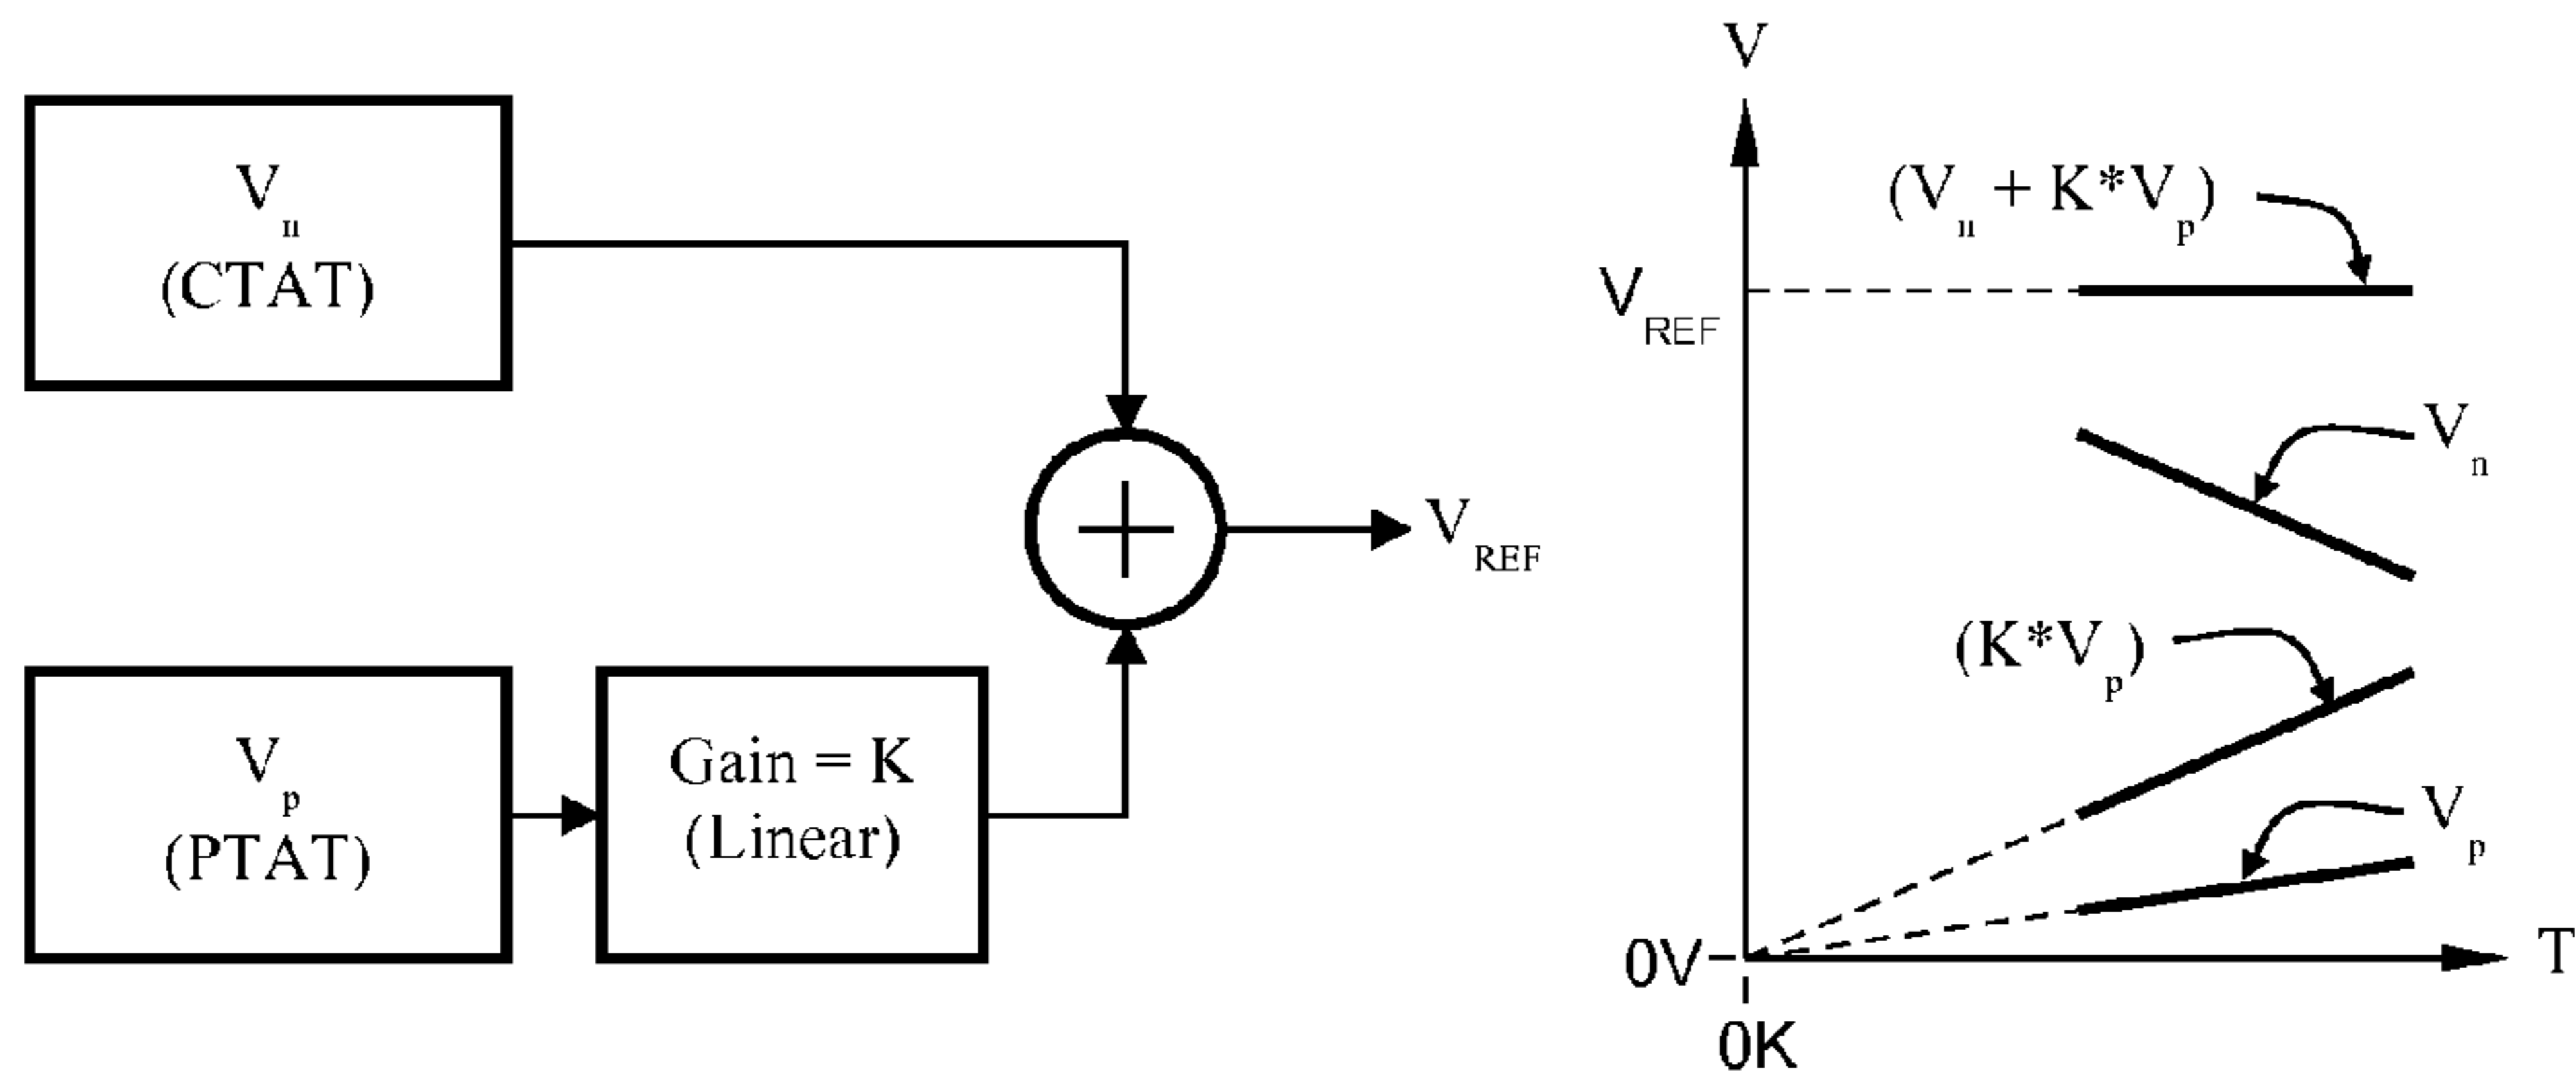 V
n
(CTAT)
V
p
(PTAT)
Gain = K
(Linear)
+
V
REF
V
(V
n
+ K*V
p
)
V
REF
V
n
(K*V
p
)
V
p
0V
T
0K